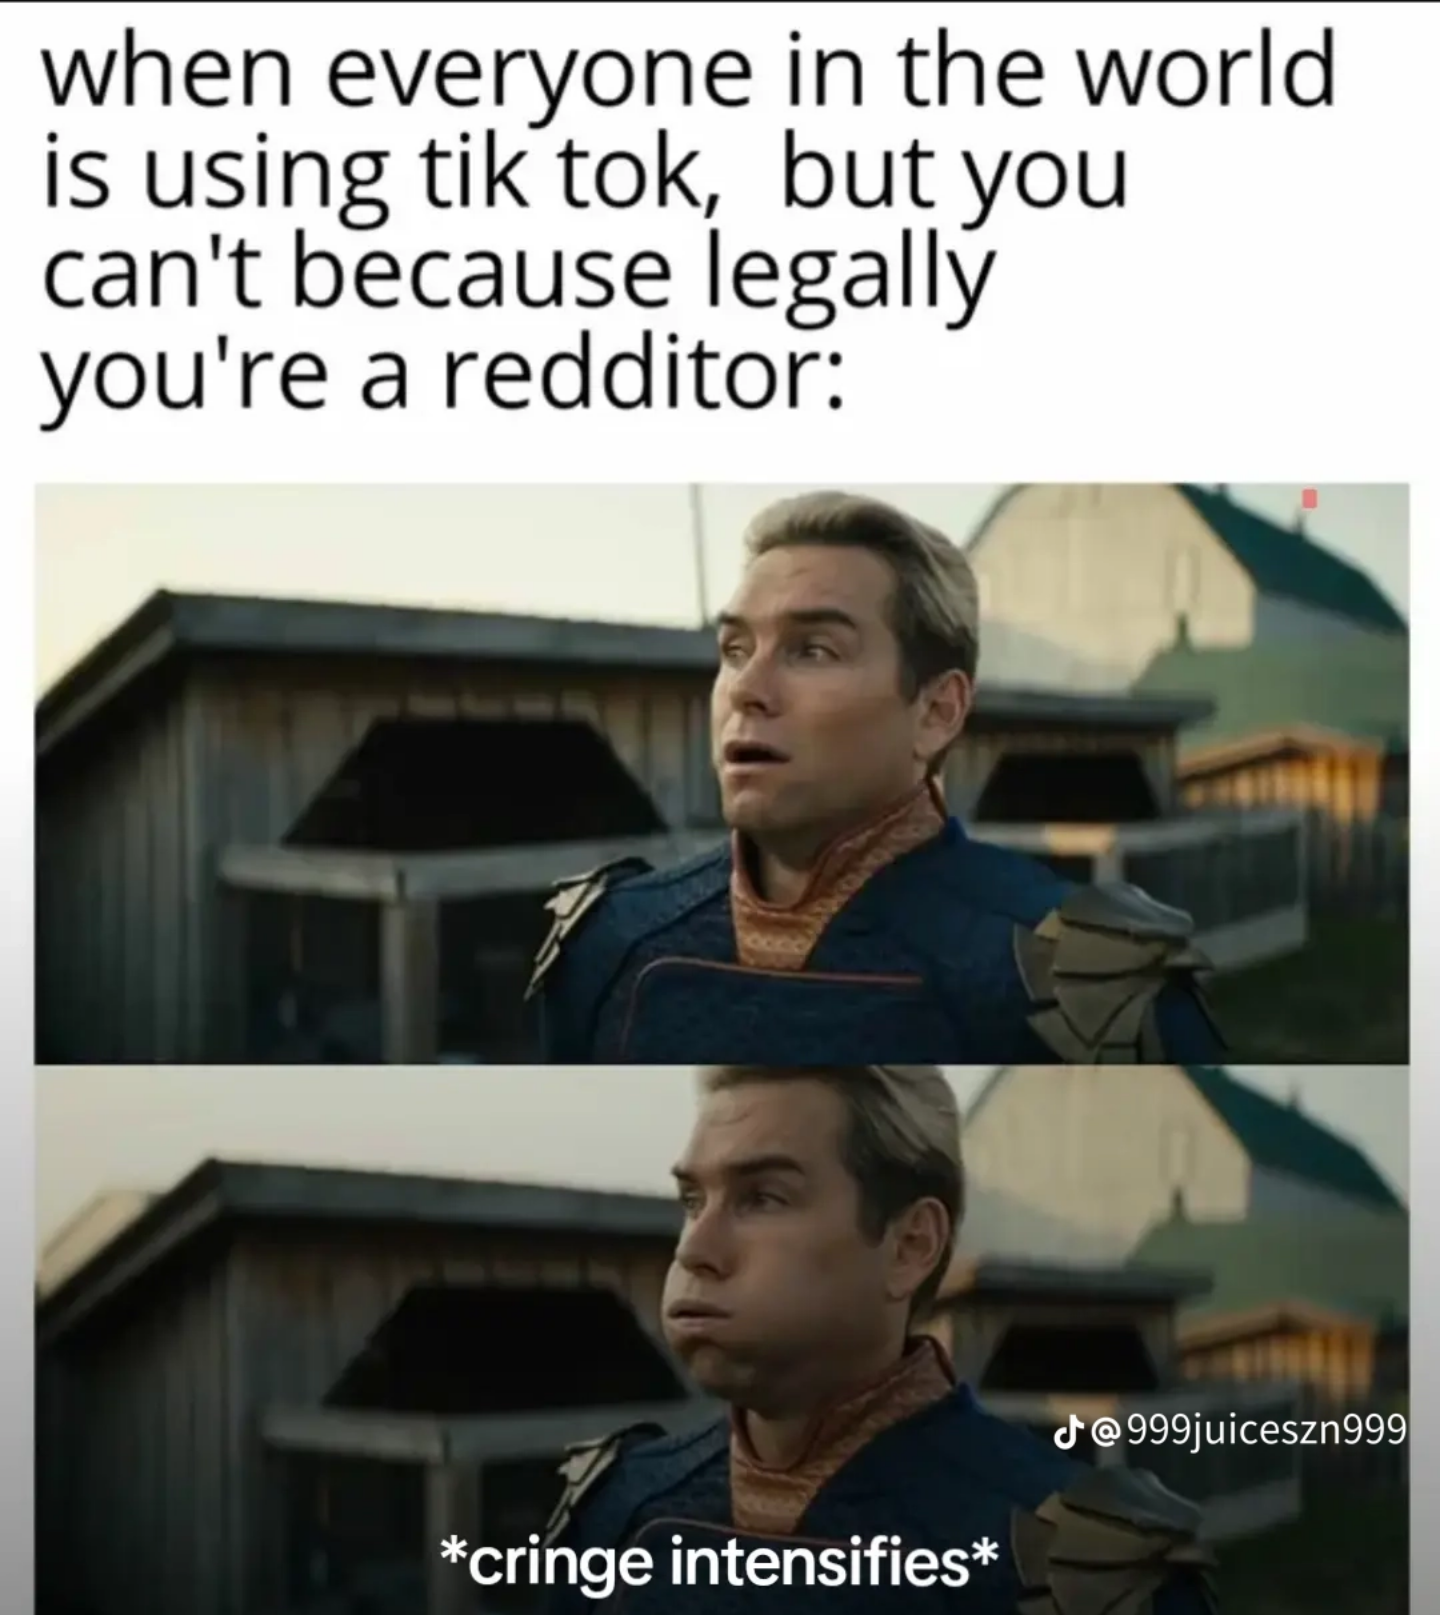 when everyone in the world
is using tik tok,  but you
can't because legally
you're a redditor:
@999juiceszn999
*cringe intensifies*